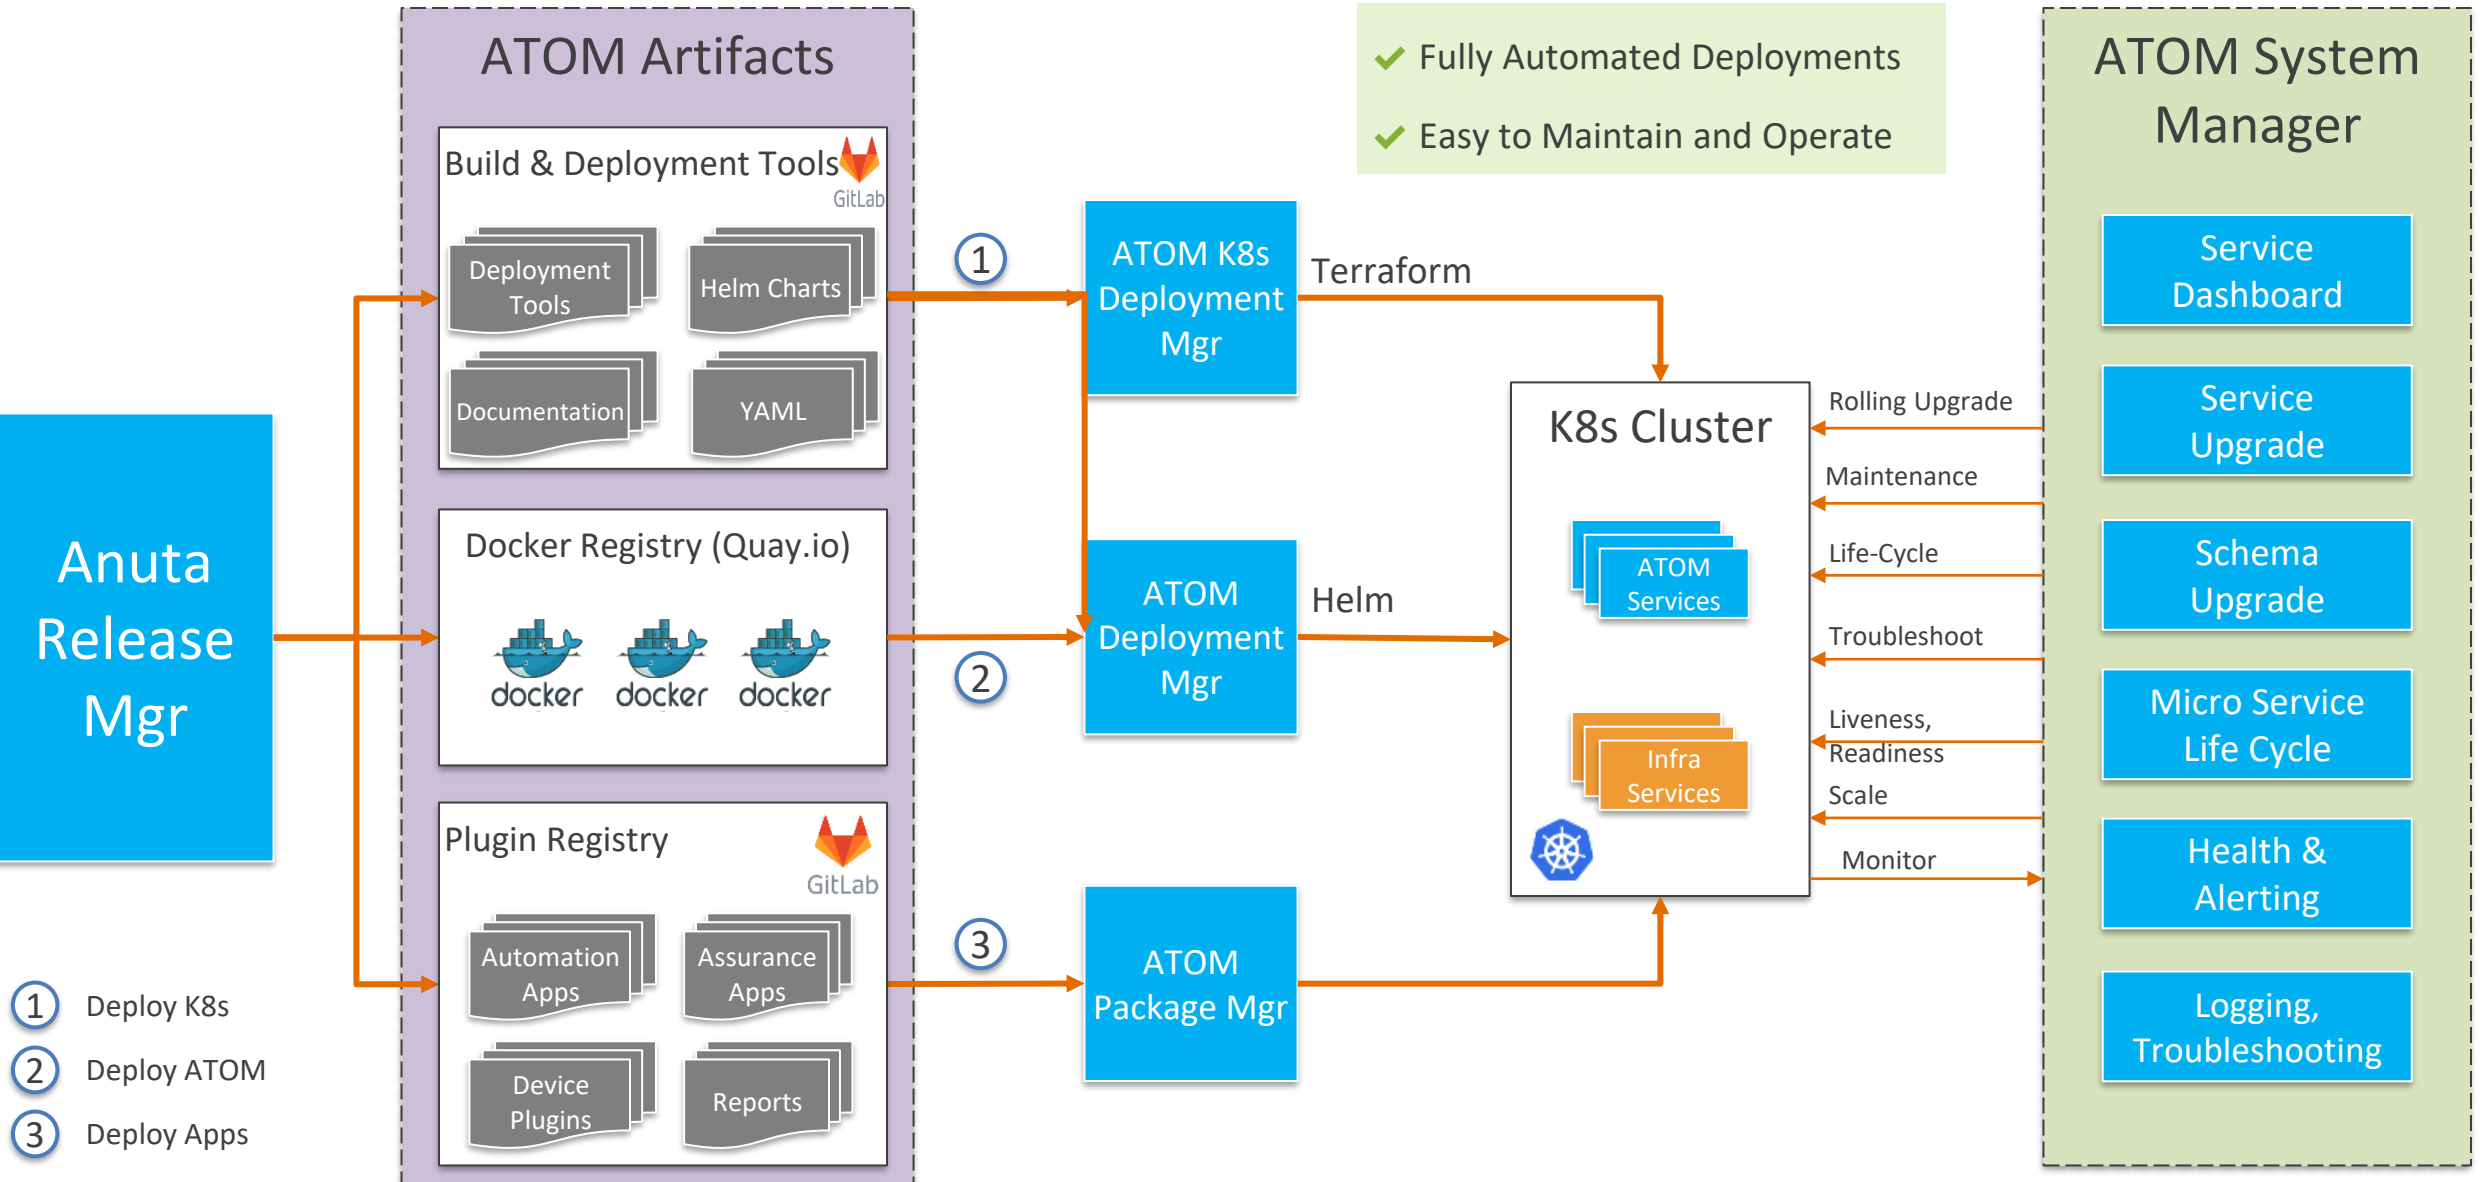 ATOM Artifacts
Build & Deployment Tools
GitLab
Deployment
Tools
Helm Charts
Documentation
YAML
Docker Registry (Quay.io)
docker
docker
docker
Plugin Registry
GitLab
Automation
Apps
Assurance
Apps
Device
Plugins
Reports
Anuta
Release
Mgr
1 Deploy K8s
2 Deploy ATOM
3 Deploy Apps
1
2
3
ATOM K8s
Deployment
Mgr
Terraform
ATOM
Deployment
Mgr
Helm
ATOM
Package Mgr
Fully Automated Deployments
Easy to Maintain and Operate
K8s Cluster
ATOM
Services
Infra
Services
Rolling Upgrade
Maintenance
Life-Cycle
Troubleshoot
Liveness,
Readiness
Scale
Monitor
ATOM System
Manager
Service
Dashboard
Service
Upgrade
Schema
Upgrade
Micro Service
Life Cycle
Health &
Alerting
Logging,
Troubleshooting